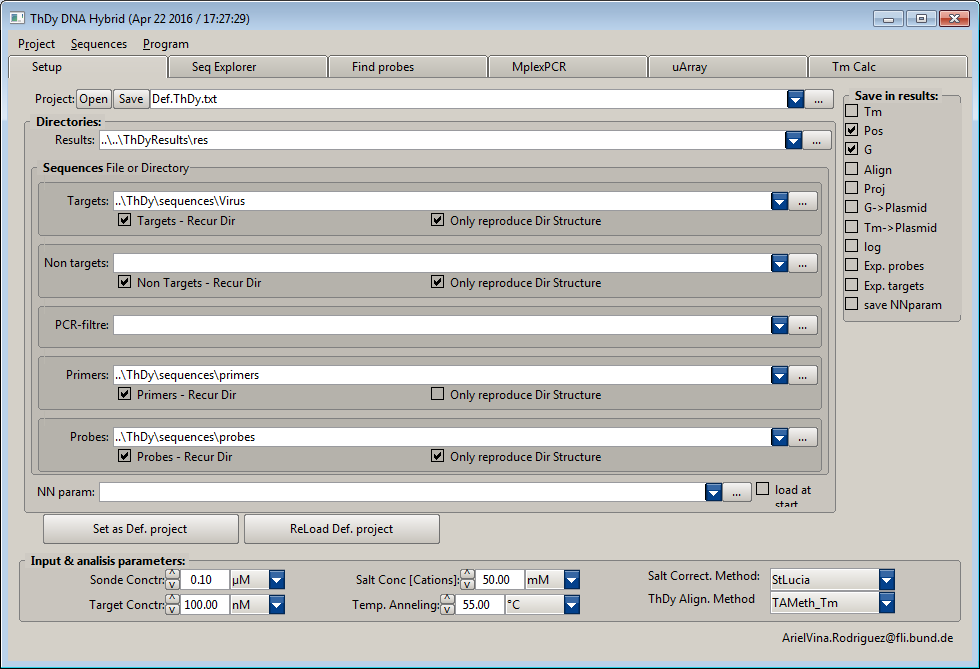 ThDy DNA Hybrid (Apr 22 2016 / 17:27:29)
Project Sequences Program
Setup Seq Explorer Find probes MplexPCR uArray Tm Calc
Project: Open Save Def.ThDy.txt ...
Directories:
Results: ..\..\ThDyResults\res ...
Sequences File or Directory
Targets: ..\ThDy\sequences\Virus ...
Targets - Recur Dir Only reproduce Dir Structure
Non targets: ...
Non Targets - Recur Dir Only reproduce Dir Structure
PCR-filtre: ...
Primers: ..\ThDy\sequences\primers ...
Primers - Recur Dir Only reproduce Dir Structure
Probes: ..\ThDy\sequences\probes ...
Probes - Recur Dir Only reproduce Dir Structure
NN param: ... load at
start
Set as Def. project ReLoad Def. project
Save in results:
Tm
Pos
G
Align
Proj
G->Plasmid
Tm->Plasmid
log
Exp. probes
Exp. targets
save NNparam
Input & analisis parameters:
Sonde Conctr: 0.10 µM Salt Conc [Cations]: 50.00 mM Salt Correct. Method: StLucia
Target Conctr: 100.00 nM Temp. Anneling: 55.00 °C ThDy Align. Method TAMeth_Tm
ArielVina.Rodriguez@fli.bund.de